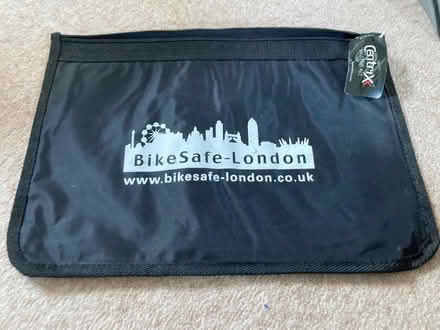 Centrix
BikeSafe-London
www.bikesafe-london.co.uk